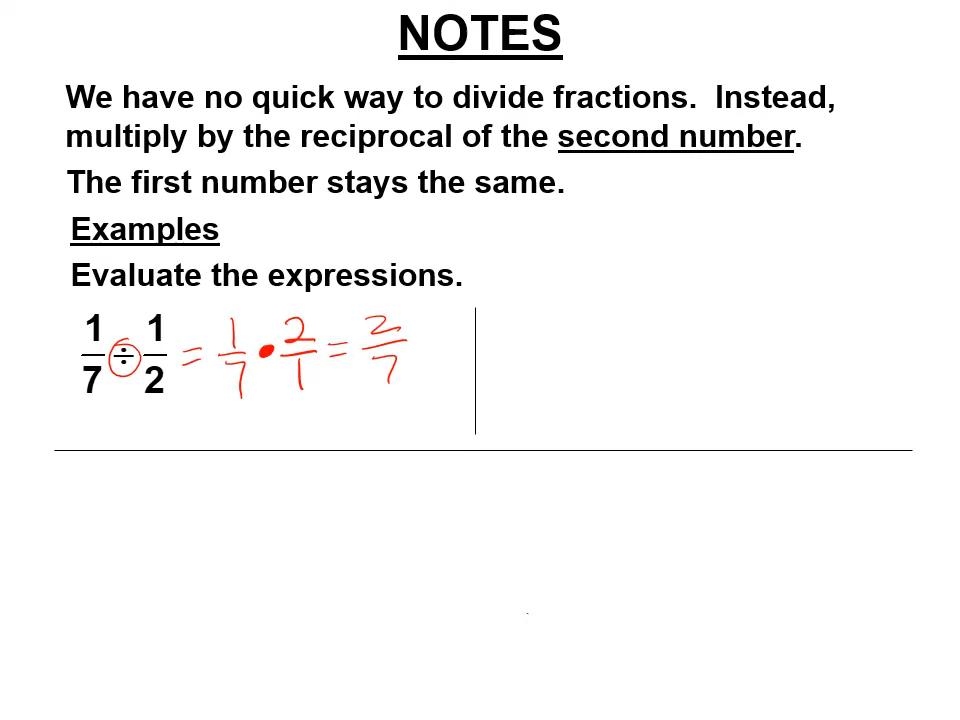 NOTES
We have no quick way to divide fractions. Instead,
multiply by the reciprocal of the second number.
The first number stays the same.
Examples
Evaluate the expressions.
1/7 ÷ 1/2 = 1/7 • 2/1 = 2/7